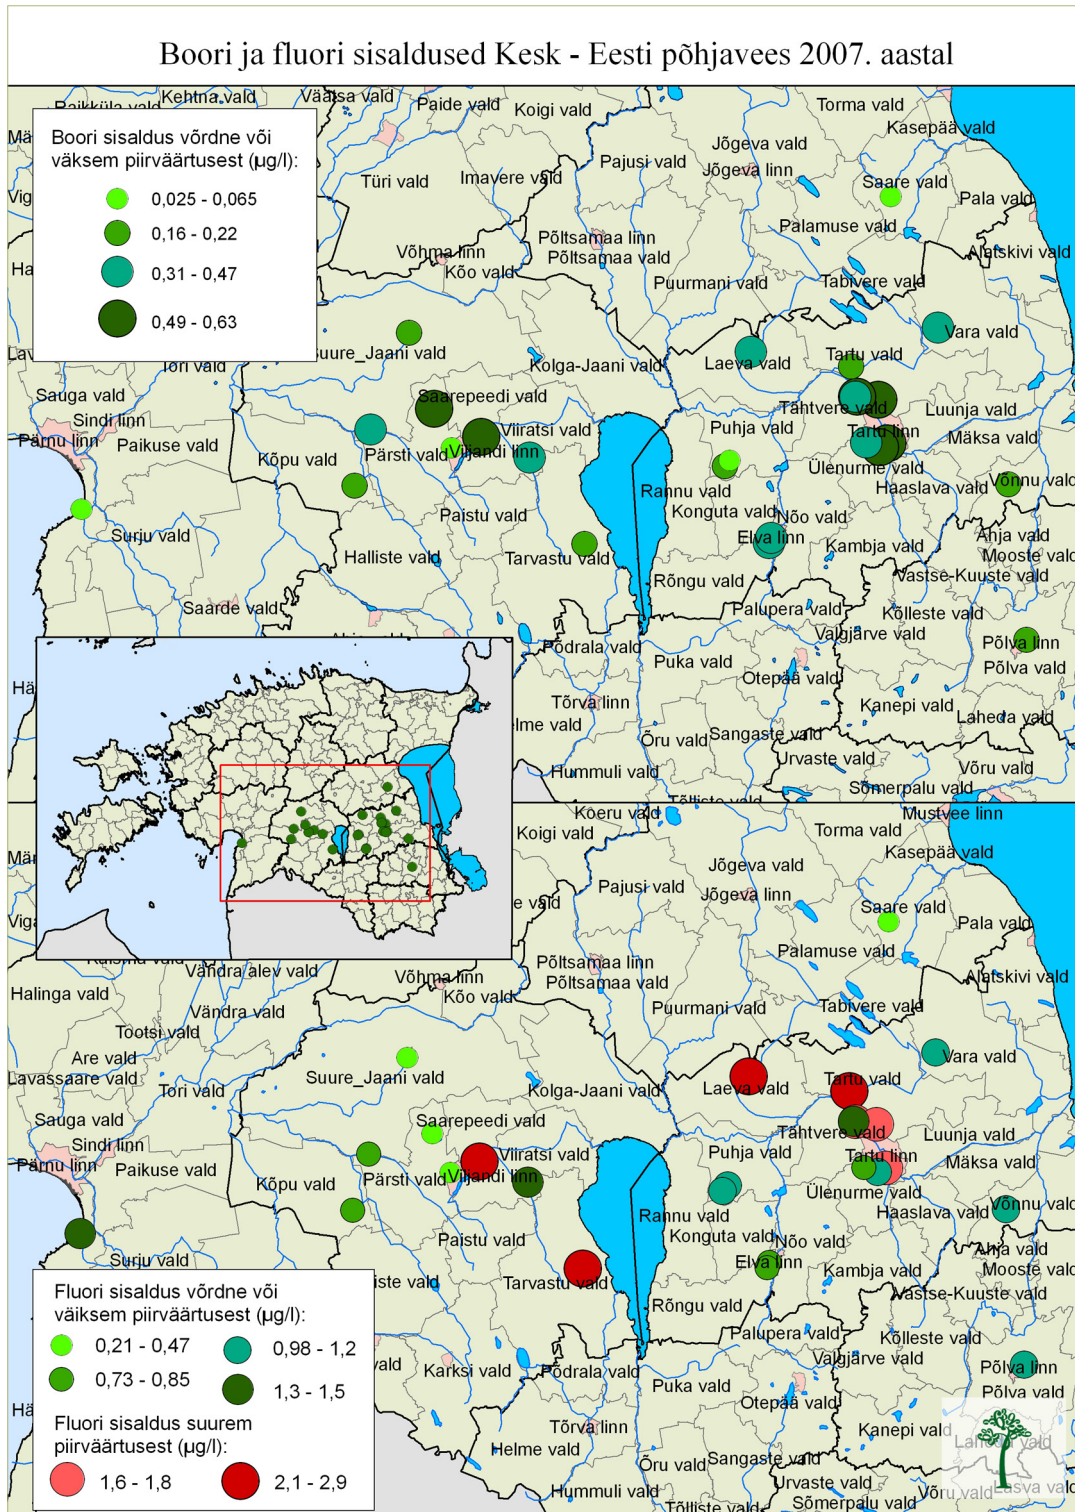 Boori ja fluori sisaldused Kesk - Eesti põhjavees 2007. aastal
Raikküla vald
Kehtna vald
Väätsa vald
Paide vald
Koigi vald
Torma vald
Kasepää vald
Boori sisaldus võrdne või
väksem piirväärtusest (µg/l):
0,025 - 0,065
0,16 - 0,22
0,31 - 0,47
0,49 - 0,63
Jõgeva vald
Pajusi vald
Jõgeva linn
Türi vald
Imavere vald
Saare vald
Pala vald
Palamuse vald
Põltsamaa linn
Põltsamaa vald
Võhma linn
Kõo vald
Alatskivi vald
Puurmani vald
Tabivere vald
Vara vald
Suure_Jaani vald
Tori vald
Kolga-Jaani vald
Laeva vald
Tartu vald
Sauga vald
Saarepeedi vald
Tähtvere vald
Luunja vald
Sindi linn
Pärnu linn
Paikuse vald
Viiratsi vald
Puhja vald
Tartu linn
Mäksa vald
Kõpu vald
Pärsti vald
Viljandi linn
Ülenurme vald
Rannu vald
Haaslava vald
Võnnu vald
Paistu vald
Konguta vald
Nõo vald
Surju vald
Elva linn
Ahja vald
Halliste vald
Tarvastu vald
Kambja vald
Mooste vald
Vastse-Kuuste vald
Rõngu vald
Saarde vald
Palupera vald
Kõlleste vald
Valgjärve vald
Põlva linn
Põdrala vald
Puka vald
Põlva vald
Otepää vald
Tõrva linn
Kanepi vald
Helme vald
Laheda vald
Õru vald
Sangaste vald
Urvaste vald
Hummuli vald
Võru vald
Sõmerpalu vald
Tõlliste vald
Koeru vald
Mustvee linn
Koigi vald
Torma vald
Kasepää vald
Jõgeva vald
Pajusi vald
Jõgeva linn
Saare vald
Pala vald
Palamuse vald
Põltsamaa linn
Põltsamaa vald
Vändra alev vald
Võhma linn
Kõo vald
Alatskivi vald
Halinga vald
Vändra vald
Puurmani vald
Tabivere vald
Tootsi vald
Are vald
Vara vald
Lavassaare vald
Tori vald
Suure_Jaani vald
Kolga-Jaani vald
Laeva vald
Tartu vald
Sauga vald
Saarepeedi vald
Tähtvere vald
Luunja vald
Sindi linn
Pärnu linn
Paikuse vald
Viiratsi vald
Puhja vald
Tartu linn
Mäksa vald
Kõpu vald
Pärsti vald
Viljandi linn
Ülenurme vald
Rannu vald
Haaslava vald
Võnnu vald
Paistu vald
Konguta vald
Nõo vald
Surju vald
Elva linn
Ahja vald
Tarvastu vald
Kambja vald
Mooste vald
Vastse-Kuuste vald
Rõngu vald
Fluori sisaldus võrdne või
väiksem piirväärtusest (µg/l):
0,21 - 0,47
0,98 - 1,2
0,73 - 0,85
1,3 - 1,5
Fluori sisaldus suurem
piirväärtusest (µg/l):
1,6 - 1,8
2,1 - 2,9
Palupera vald
Kõlleste vald
Valgjärve vald
Karksi vald
Põdrala vald
Põlva linn
Puka vald
Põlva vald
Otepää vald
Tõrva linn
Kanepi vald
Helme vald
Laheda vald
Õru vald
Sangaste vald
Urvaste vald
Hummuli vald
Võru vald
Lasva vald
Sõmerpalu vald
Tõlliste vald